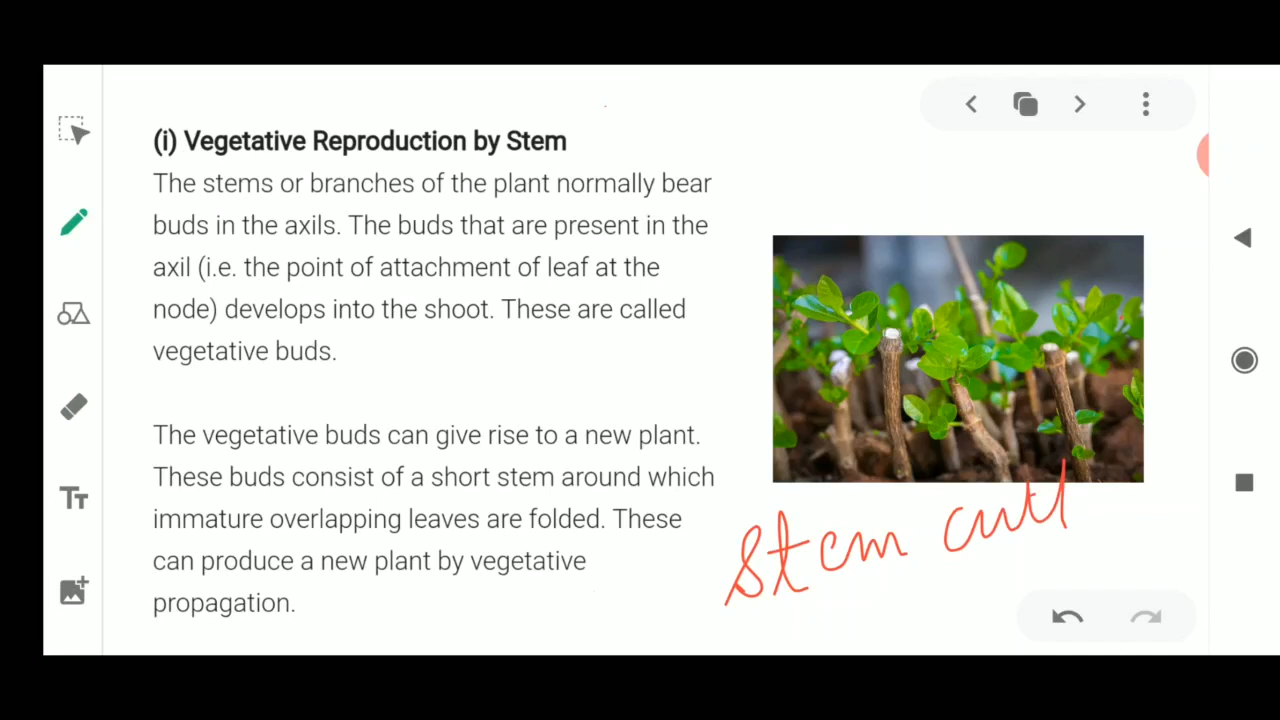 (i) Vegetative Reproduction by Stem
The stems or branches of the plant normally bear
buds in the axils. The buds that are present in the
axil (i.e. the point of attachment of leaf at the
node) develops into the shoot. These are called
vegetative buds.
The vegetative buds can give rise to a new plant.
These buds consist of a short stem around which
immature overlapping leaves are folded. These
can produce a new plant by vegetative
propagation.
Stem cutt
TT